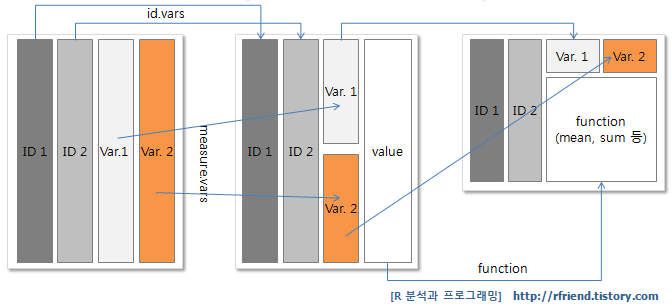 id.vars
ID 1
ID 2
Var.1
Var. 2
measure.vars
ID 1
ID 2
Var. 1
Var. 2
value
Var. 1
Var. 2
ID 1
ID 2
function
(mean, sum 등)
function
[R 분석과 프로그래밍] http://rfriend.tistory.com